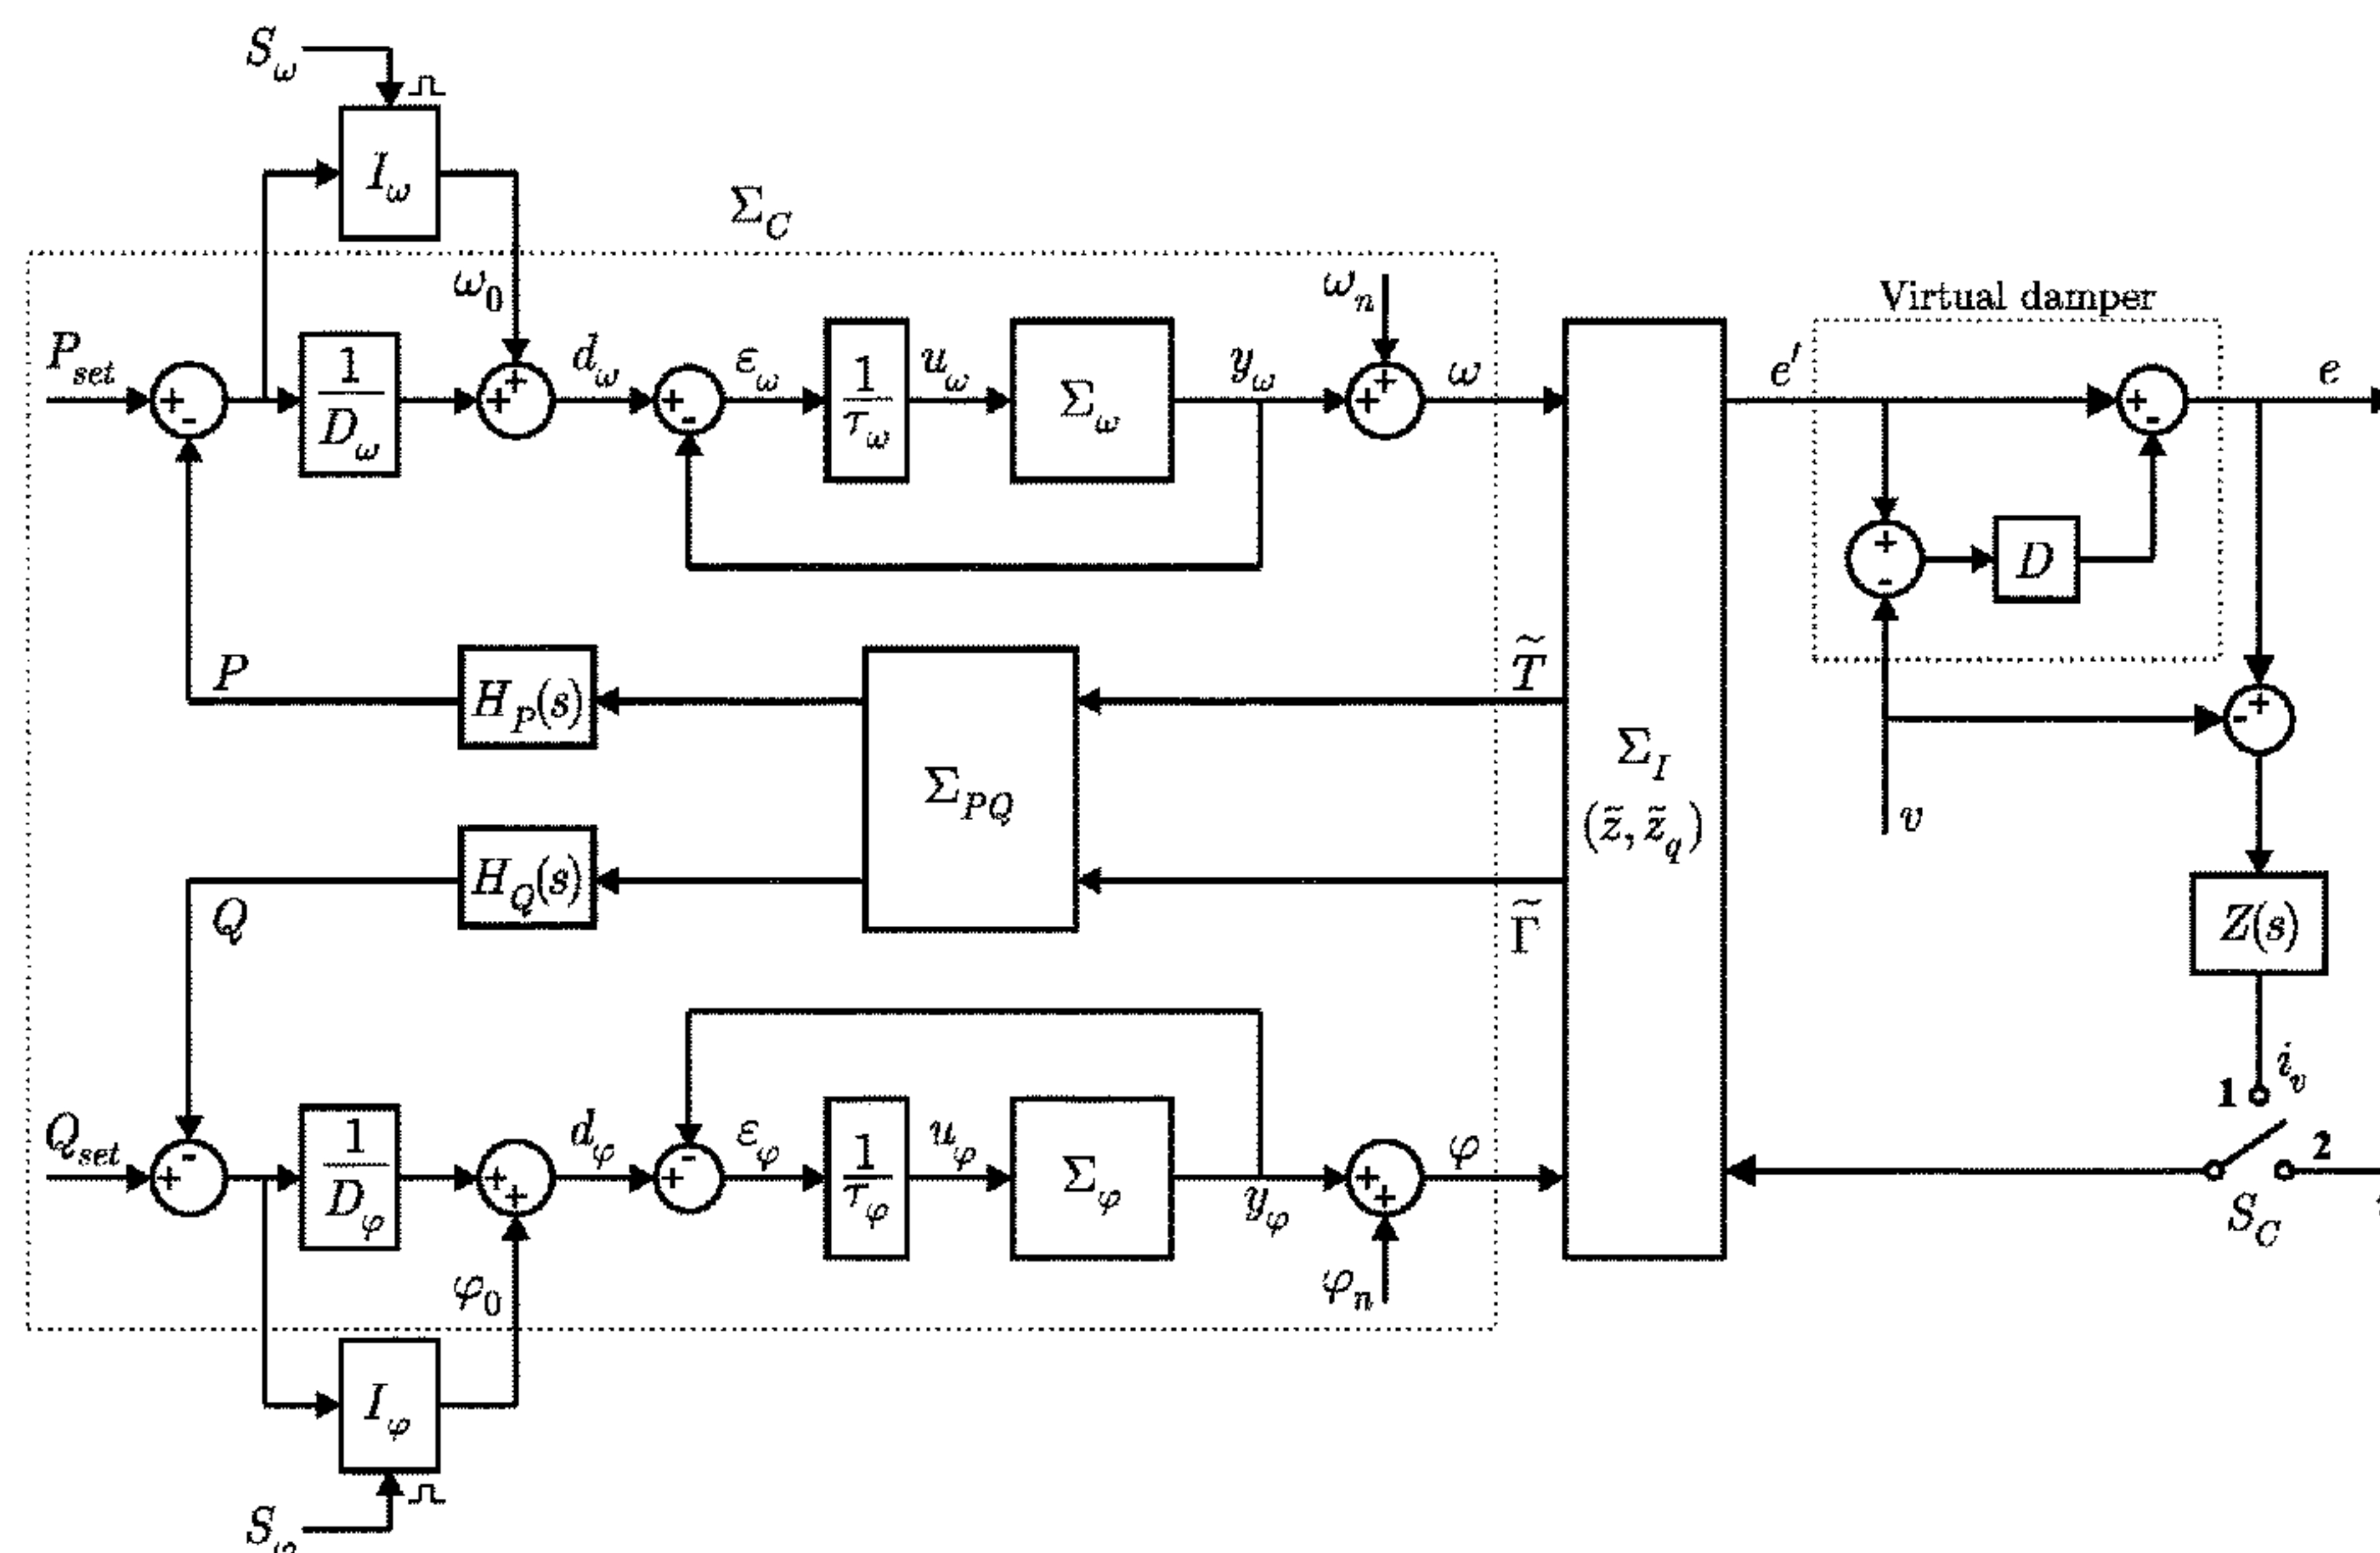 S_ω
I_ω
Σ_C
ω_0
ω_n
Virtual damper
P_set
+
-
1
D_ω
+
+
d_ω
+
-
ε_ω
1
τ_ω
u_ω
Σ_ω
y_ω
+
+
ω
e′
+
-
e
+
-
D
P
H_P(s)
Σ_PQ
T̃
Σ_I
(z̃, z̃_q)
+
-
v
Q
H_Q(s)
Γ̃
Z(s)
i_v
1
2
S_C
Q_set
-
+
1
D_φ
+
+
d_φ
-
+
ε_φ
1
τ_φ
u_φ
Σ_φ
y_φ
+
+
φ
φ_0
φ_n
I_φ
S_φ